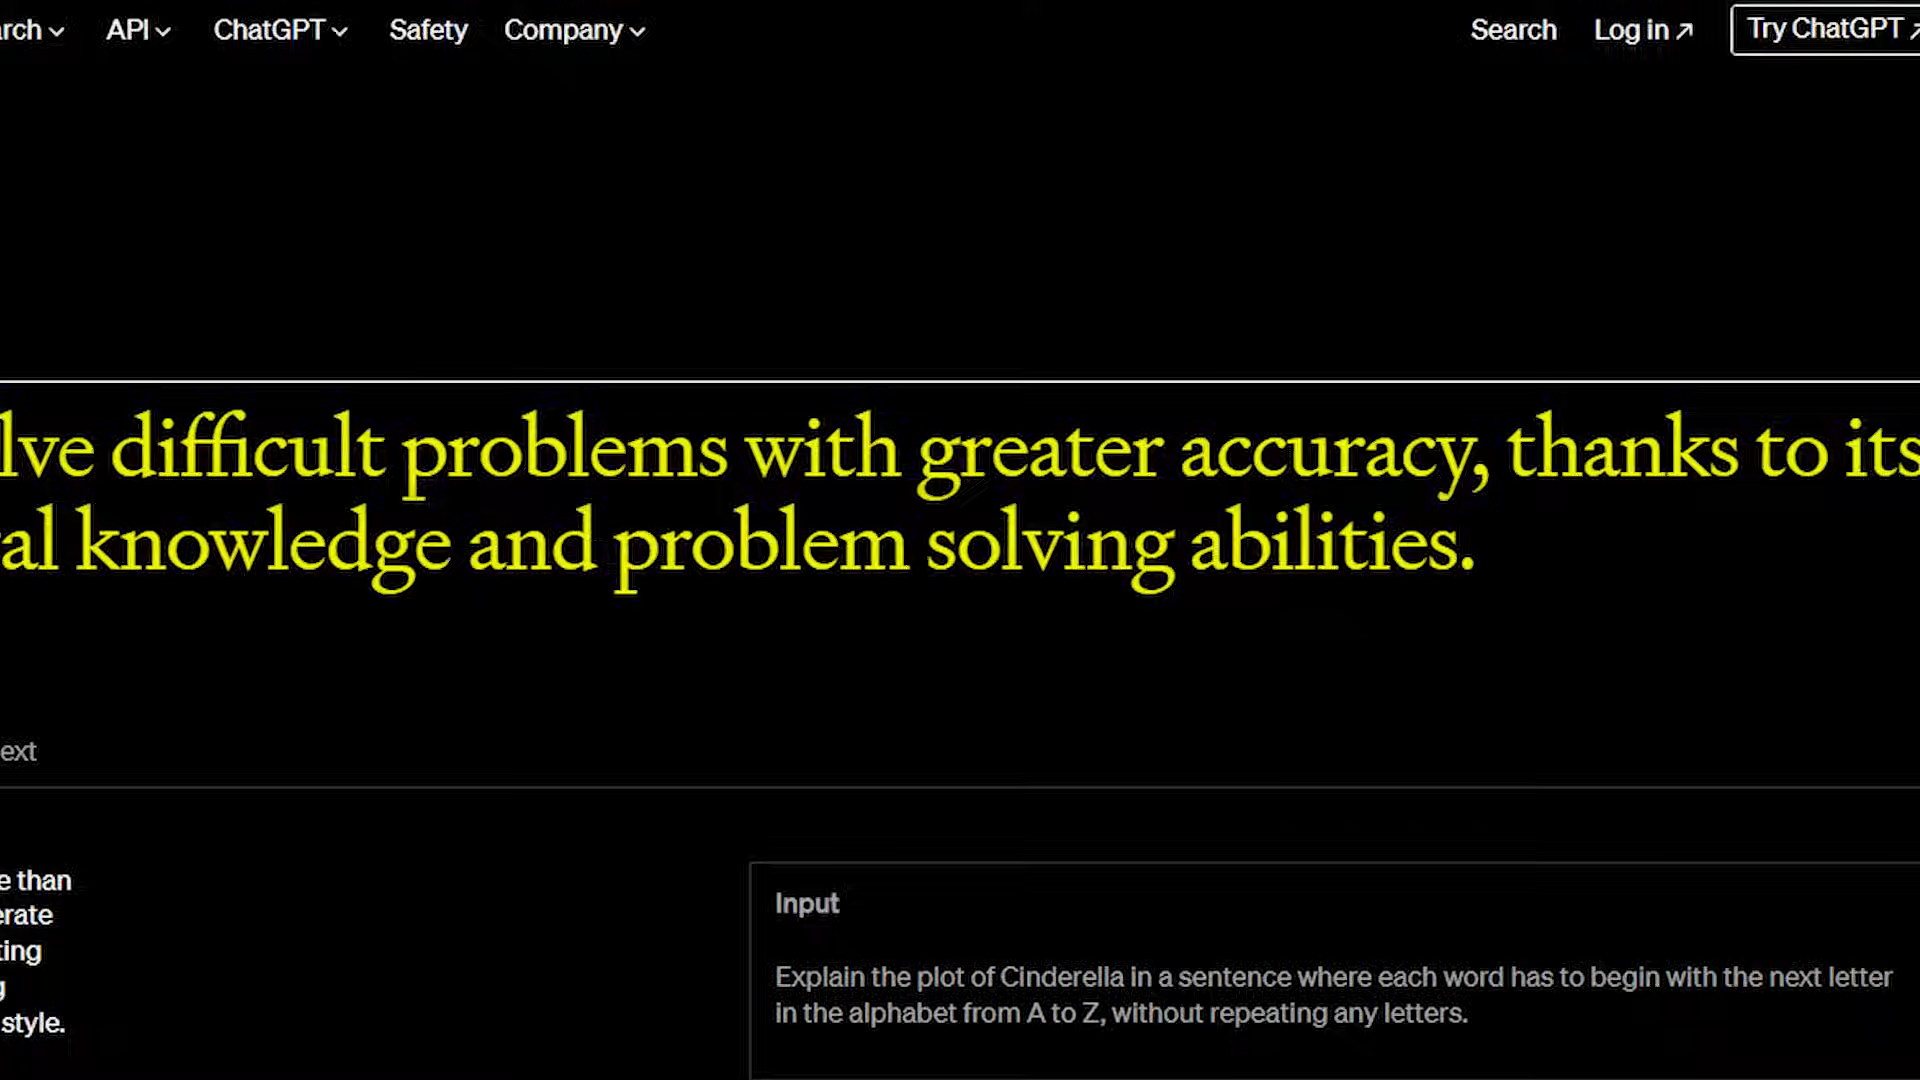 rch API ChatGPT Safety Company Search Log in ↗ Try ChatGPT
lve difficult problems with greater accuracy, thanks to its
al knowledge and problem solving abilities.
ext
e than
erate
ting
g
style.
Input
Explain the plot of Cinderella in a sentence where each word has to begin with the next letter
in the alphabet from A to Z, without repeating any letters.